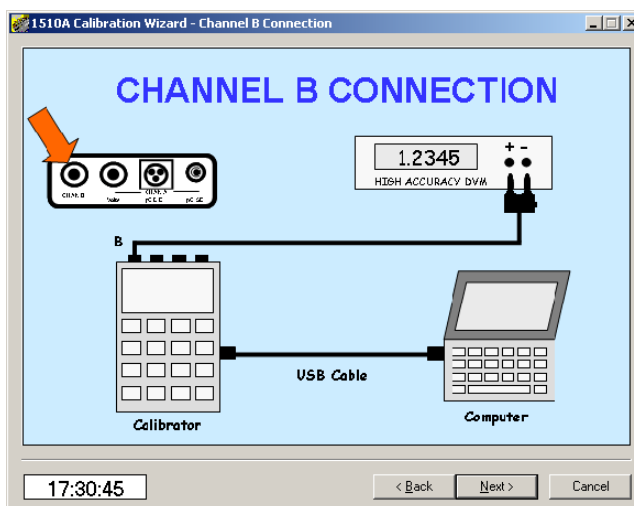 1510A Calibration Wizard - Channel B Connection
CHANNEL B CONNECTION
1.2345
+ -
HIGH ACCURACY DVM
CHAN B
B
USB Cable
Calibrator
Computer
17:30:45
< Back
Next >
Cancel